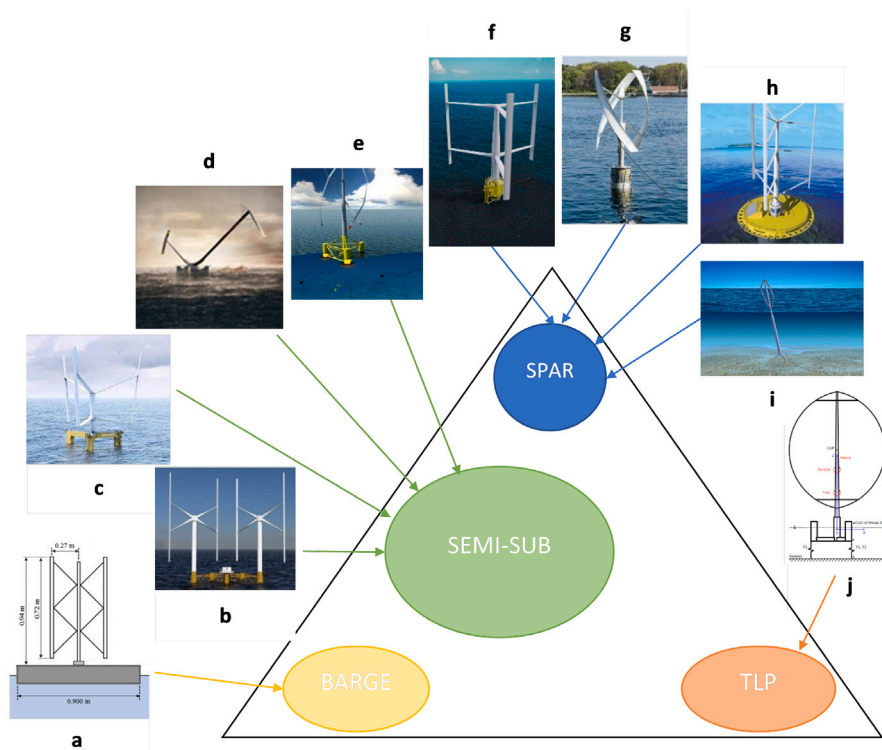 f
g
h
d
e
SPAR
i
c
SEMI-SUB
0.27 m
0.94 m
0.72 m
b
j
BARGE
TLP
0.900 m
a